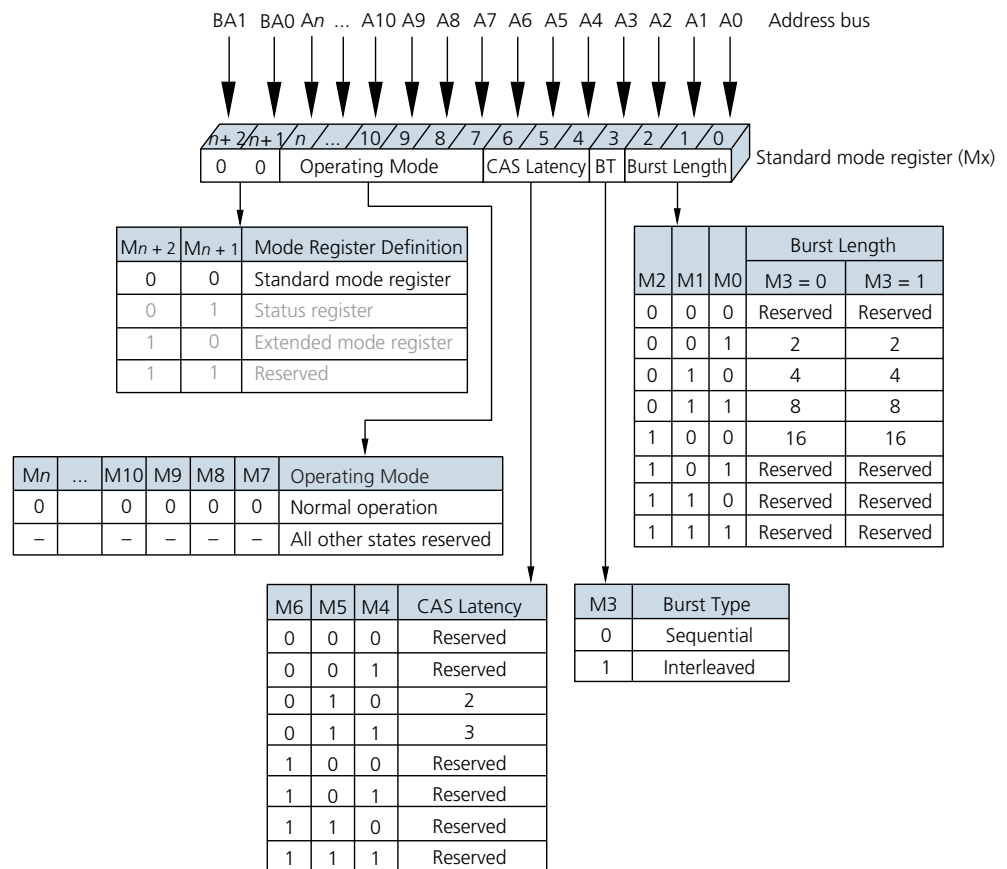 BA1 BA0 An ... A10 A9 A8 A7 A6 A5 A4 A3 A2 A1 A0 Address bus
n + 2 n + 1 n ... 10 9 8 7 6 5 4 3 2 1 0
0 0 Operating Mode CAS Latency BT Burst Length
Standard mode register (Mx)
Mn + 2 Mn + 1 Mode Register Definition
0 0 Standard mode register
0 1 Status register
1 0 Extended mode register
1 1 Reserved
Burst Length
M2 M1 M0 M3 = 0 M3 = 1
0 0 0 Reserved Reserved
0 0 1 2 2
0 1 0 4 4
0 1 1 8 8
1 0 0 16 16
1 0 1 Reserved Reserved
1 1 0 Reserved Reserved
1 1 1 Reserved Reserved
Mn ... M10 M9 M8 M7 Operating Mode
0 0 0 0 0 Normal operation
– – – – – All other states reserved
M6 M5 M4 CAS Latency
0 0 0 Reserved
0 0 1 Reserved
0 1 0 2
0 1 1 3
1 0 0 Reserved
1 0 1 Reserved
1 1 0 Reserved
1 1 1 Reserved
M3 Burst Type
0 Sequential
1 Interleaved